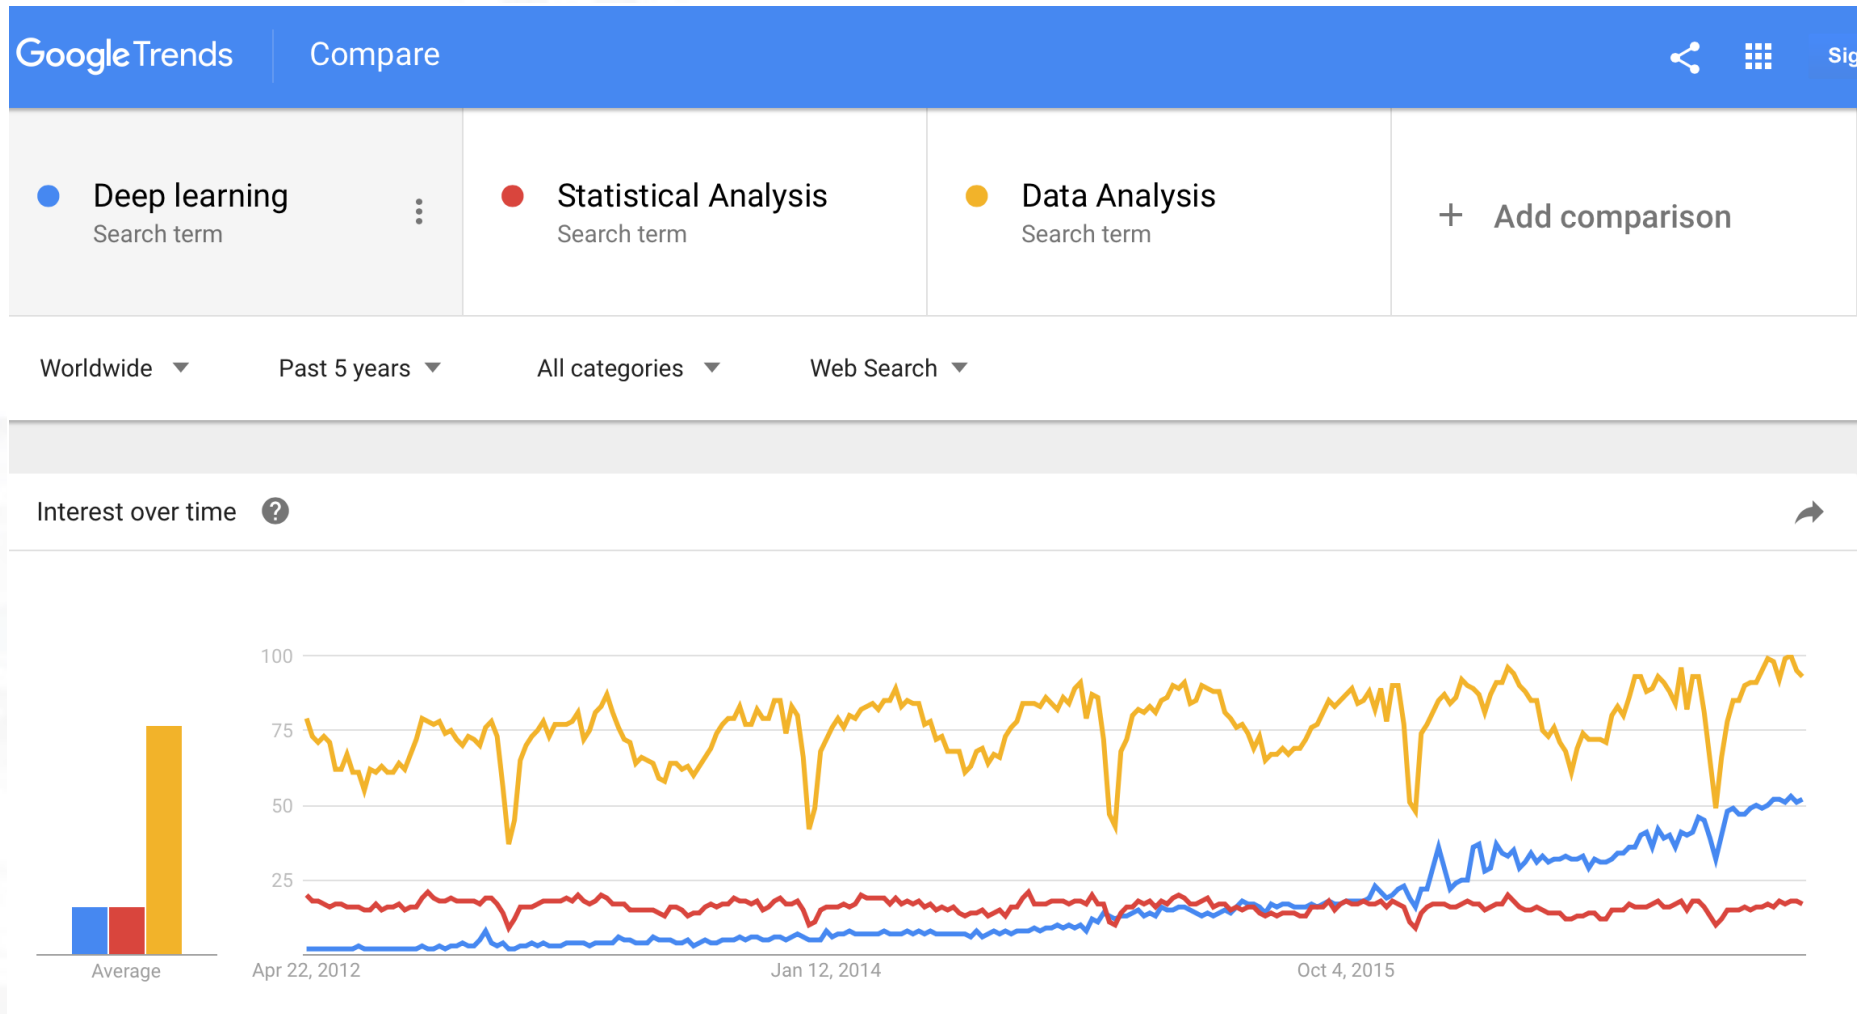 Google Trends Compare Sig
Deep learning Statistical Analysis Data Analysis
Search term Search term Search term
+ Add comparison
Worldwide Past 5 years All categories Web Search
Interest over time ?
100
75
50
25
Average Apr 22, 2012 Jan 12, 2014 Oct 4, 2015